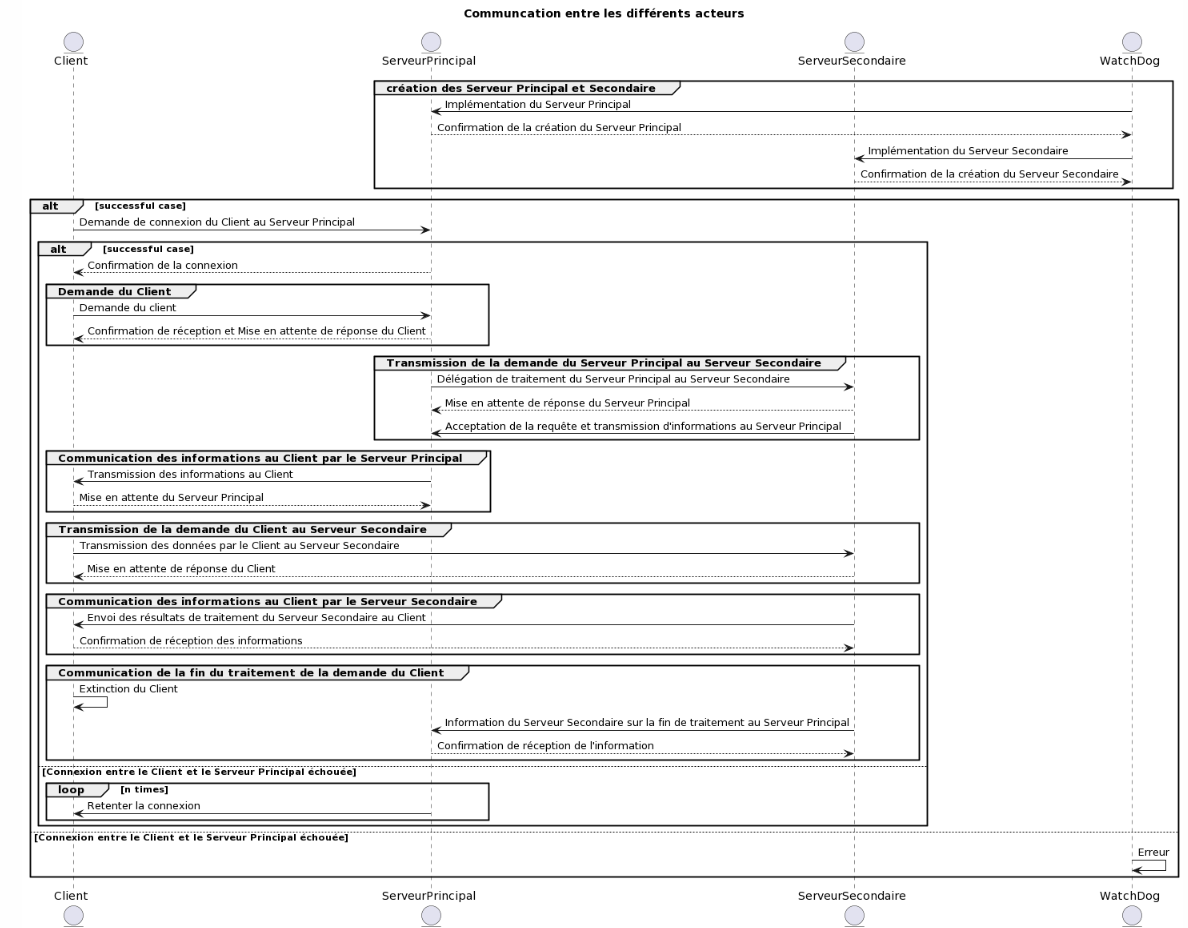 Communcation entre les différents acteurs
Client
ServeurPrincipal
ServeurSecondaire
WatchDog
création des Serveur Principal et Secondaire
Implémentation du Serveur Principal
Confirmation de la création du Serveur Principal
Implémentation du Serveur Secondaire
Confirmation de la création du Serveur Secondaire
alt [successful case]
Demande de connexion du Client au Serveur Principal
alt [successful case]
Confirmation de la connexion
Demande du Client
Demande du client
Confirmation de réception et Mise en attente de réponse du Client
Transmission de la demande du Serveur Principal au Serveur Secondaire
Délégation de traitement du Serveur Principal au Serveur Secondaire
Mise en attente de réponse du Serveur Principal
Acceptation de la requête et transmission d'informations au Serveur Principal
Communication des informations au Client par le Serveur Principal
Transmission des informations au Client
Mise en attente du Serveur Principal
Transmission de la demande du Client au Serveur Secondaire
Transmission des données par le Client au Serveur Secondaire
Mise en attente de réponse du Client
Communication des informations au Client par le Serveur Secondaire
Envoi des résultats de traitement du Serveur Secondaire au Client
Confirmation de réception des informations
Communication de la fin du traitement de la demande du Client
Extinction du Client
Information du Serveur Secondaire sur la fin de traitement au Serveur Principal
Confirmation de réception de l'information
[Connexion entre le Client et le Serveur Principal échouée]
loop [n times]
Retenter la connexion
[Connexion entre le Client et le Serveur Principal échouée]
Erreur
Client
ServeurPrincipal
ServeurSecondaire
WatchDog